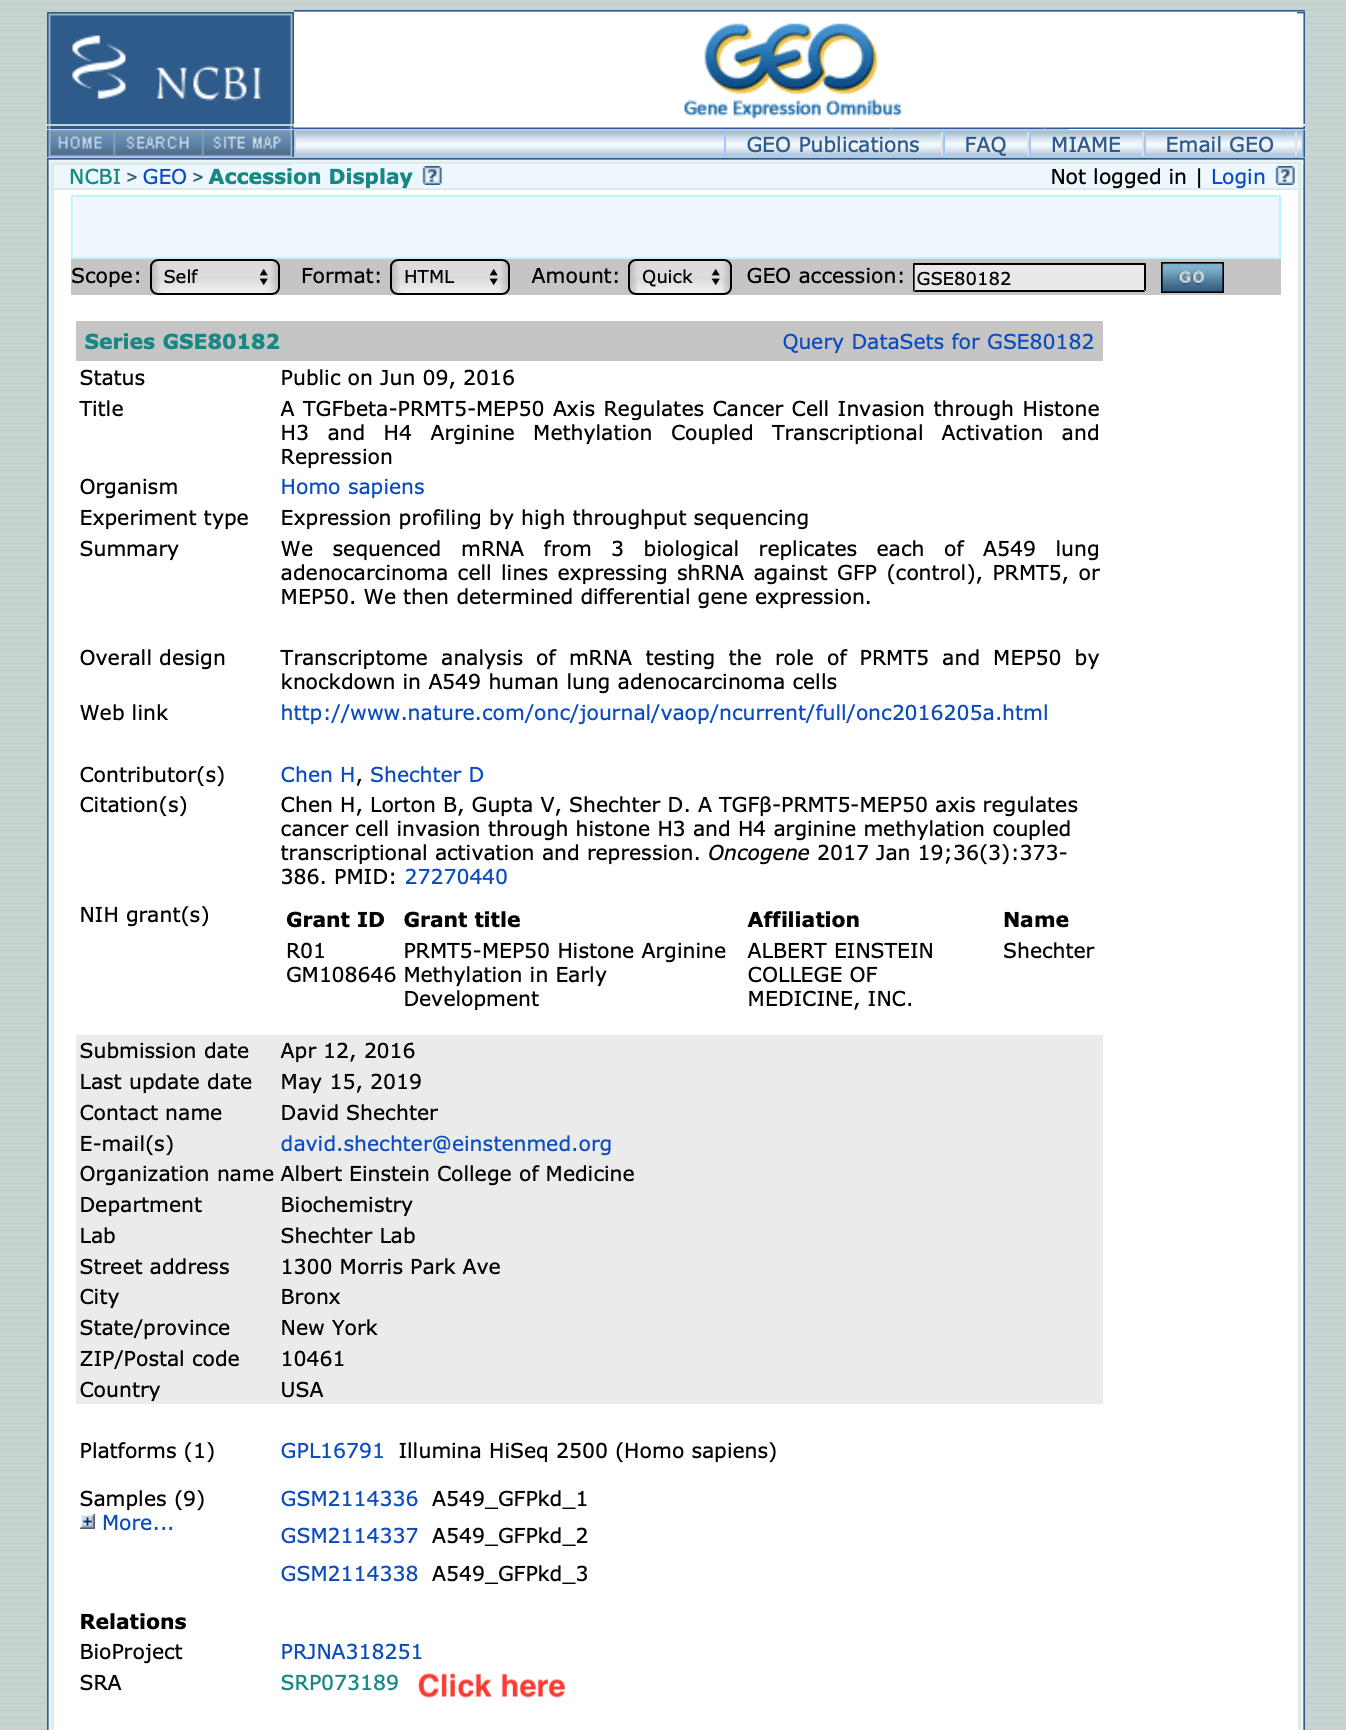 NCBI
GEO
Gene Expression Omnibus
HOME SEARCH SITE MAP GEO Publications FAQ MIAME Email GEO
NCBI > GEO > Accession Display ? Not logged in | Login ?
Scope: Self Format: HTML Amount: Quick GEO accession: GSE80182 GO
Series GSE80182 Query DataSets for GSE80182
Status Public on Jun 09, 2016
Title A TGFbeta-PRMT5-MEP50 Axis Regulates Cancer Cell Invasion through Histone
H3 and H4 Arginine Methylation Coupled Transcriptional Activation and
Repression
Organism Homo sapiens
Experiment type Expression profiling by high throughput sequencing
Summary We sequenced mRNA from 3 biological replicates each of A549 lung
adenocarcinoma cell lines expressing shRNA against GFP (control), PRMT5, or
MEP50. We then determined differential gene expression.
Overall design Transcriptome analysis of mRNA testing the role of PRMT5 and MEP50 by
knockdown in A549 human lung adenocarcinoma cells
Web link http://www.nature.com/onc/journal/vaop/ncurrent/full/onc2016205a.html
Contributor(s) Chen H, Shechter D
Citation(s) Chen H, Lorton B, Gupta V, Shechter D. A TGFβ-PRMT5-MEP50 axis regulates
cancer cell invasion through histone H3 and H4 arginine methylation coupled
transcriptional activation and repression. Oncogene 2017 Jan 19;36(3):373-
386. PMID: 27270440
NIH grant(s) Grant ID Grant title Affiliation Name
R01 PRMT5-MEP50 Histone Arginine ALBERT EINSTEIN Shechter
GM108646 Methylation in Early COLLEGE OF
Development MEDICINE, INC.
Submission date Apr 12, 2016
Last update date May 15, 2019
Contact name David Shechter
E-mail(s) david.shechter@einstenmed.org
Organization name Albert Einstein College of Medicine
Department Biochemistry
Lab Shechter Lab
Street address 1300 Morris Park Ave
City Bronx
State/province New York
ZIP/Postal code 10461
Country USA
Platforms (1) GPL16791 Illumina HiSeq 2500 (Homo sapiens)
Samples (9) GSM2114336 A549_GFPkd_1
More...
GSM2114337 A549_GFPkd_2
GSM2114338 A549_GFPkd_3
Relations
BioProject PRJNA318251
SRA SRP073189 Click here